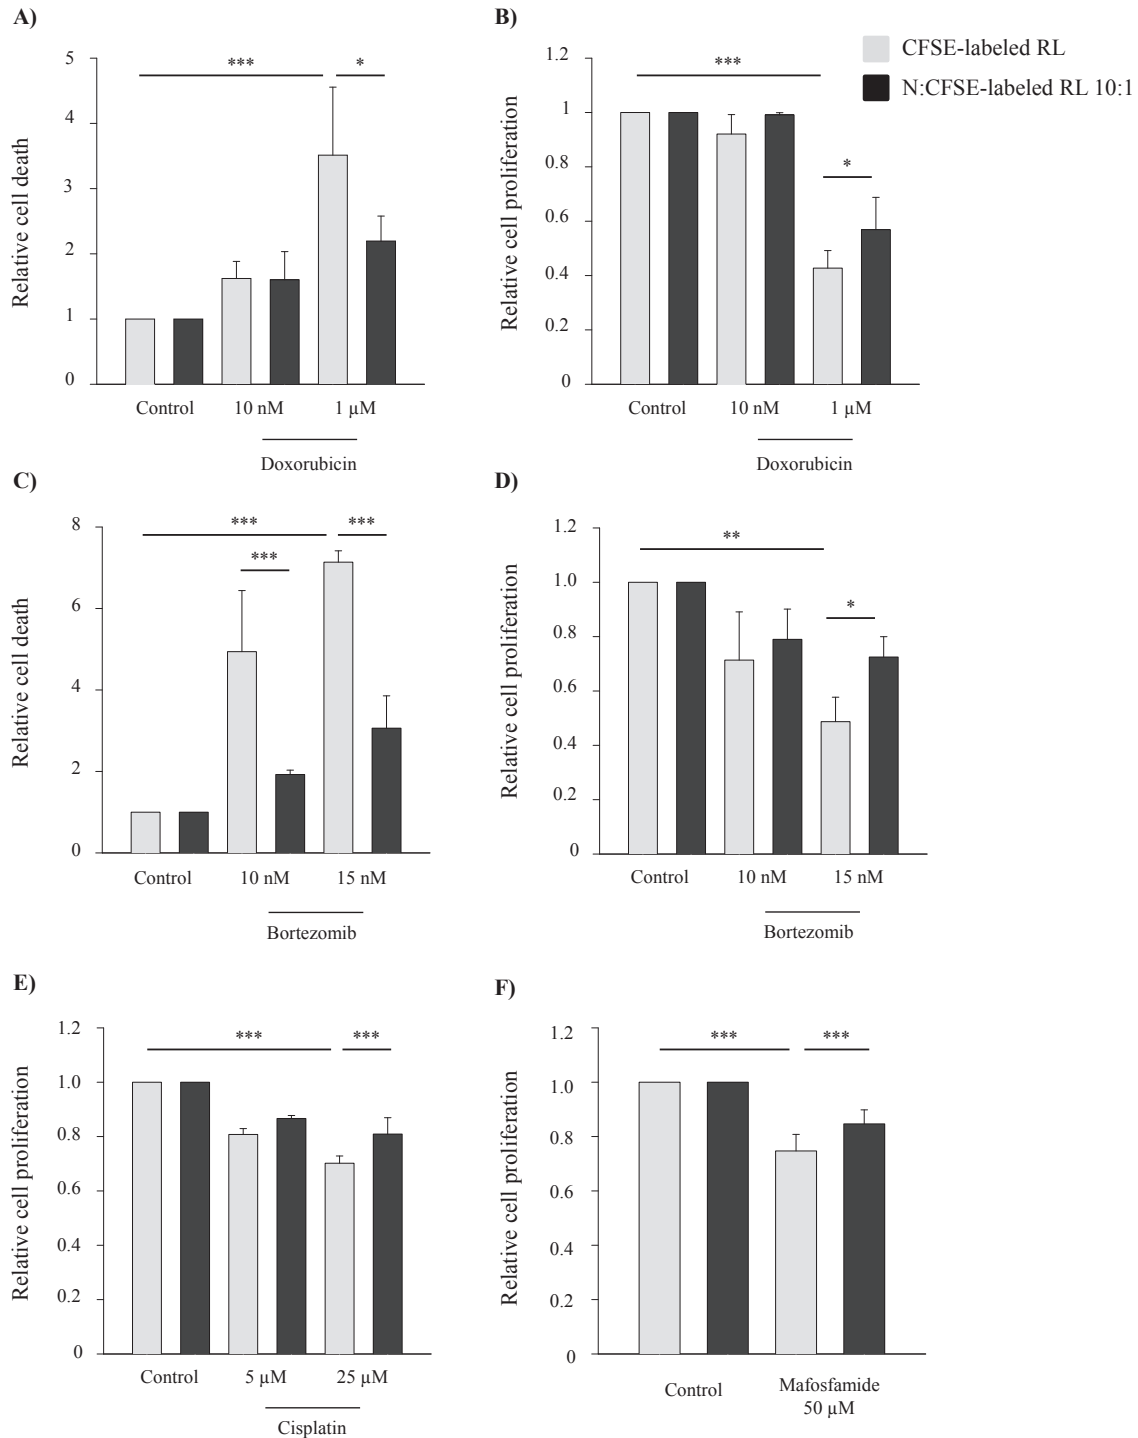 A)
5
4
3
2
1
0
Relative cell death
***
*
Control
10 nM
1 µM
Doxorubicin
B)
1.2
1
0.8
0.6
0.4
0.2
0
Relative cell proliferation
***
*
Control
10 nM
1 µM
Doxorubicin
CFSE-labeled RL
N:CFSE-labeled RL 10:1
C)
8
6
4
2
0
Relative cell death
***
***
***
Control
10 nM
15 nM
Bortezomib
D)
1.2
1.0
0.8
0.6
0.4
0.2
0
Relative cell proliferation
**
*
Control
10 nM
15 nM
Bortezomib
E)
1.2
1.0
0.8
0.6
0.4
0.2
0
Relative cell proliferation
***
***
Control
5 µM
25 µM
Cisplatin
F)
1.2
1.0
0.8
0.6
0.4
0.2
0
Relative cell proliferation
***
***
Control
Mafosfamide
50 µM